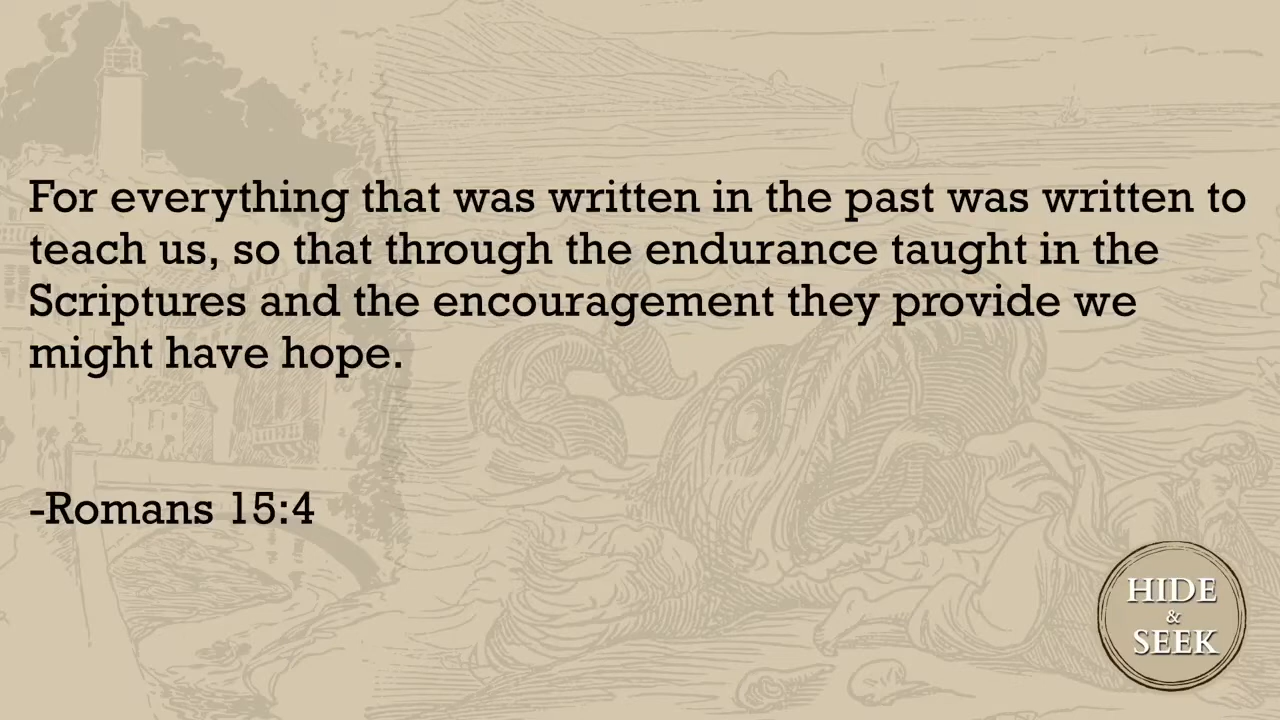 For everything that was written in the past was written to
teach us, so that through the endurance taught in the
Scriptures and the encouragement they provide we
might have hope.
-Romans 15:4
HIDE
&
SEEK